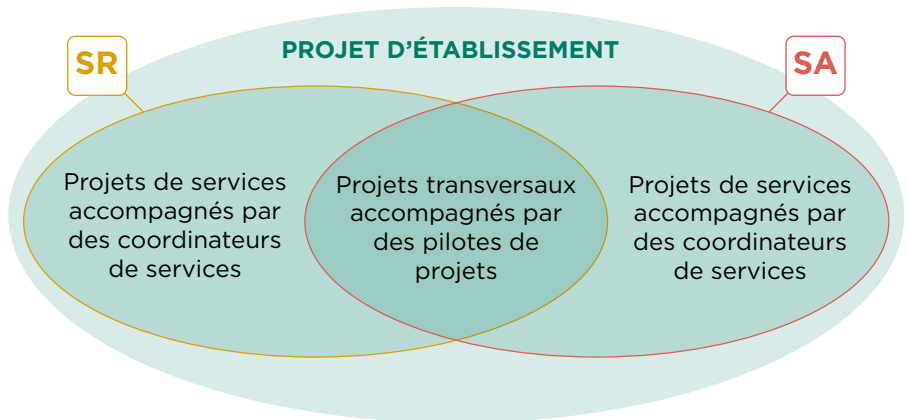 PROJET D'ÉTABLISSEMENT
SR
SA
Projets de services
accompagnés par
des coordinateurs
de services
Projets transversaux
accompagnés par
des pilotes de
projets
Projets de services
accompagnés par
des coordinateurs
de services